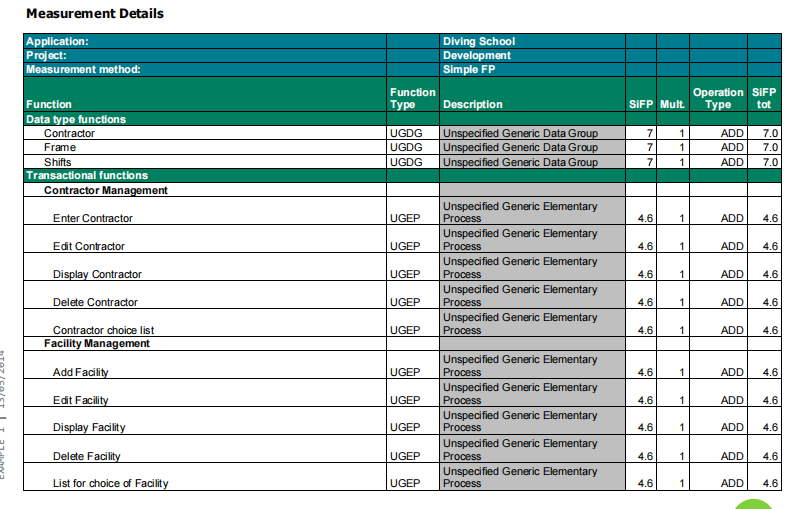 Measurement Details
Application: Diving School
Project: Development
Measurement method: Simple FP
Function Function Type Description SiFP Mult. Operation Type SiFP tot
Data type functions
Contractor UGDG Unspecified Generic Data Group 7 1 ADD 7.0
Frame UGDG Unspecified Generic Data Group 7 1 ADD 7.0
Shifts UGDG Unspecified Generic Data Group 7 1 ADD 7.0
Transactional functions
Contractor Management
Enter Contractor UGEP Unspecified Generic Elementary Process 4.6 1 ADD 4.6
Edit Contractor UGEP Unspecified Generic Elementary Process 4.6 1 ADD 4.6
Display Contractor UGEP Unspecified Generic Elementary Process 4.6 1 ADD 4.6
Delete Contractor UGEP Unspecified Generic Elementary Process 4.6 1 ADD 4.6
Contractor choice list UGEP Unspecified Generic Elementary Process 4.6 1 ADD 4.6
Facility Management
Add Facility UGEP Unspecified Generic Elementary Process 4.6 1 ADD 4.6
Edit Facility UGEP Unspecified Generic Elementary Process 4.6 1 ADD 4.6
Display Facility UGEP Unspecified Generic Elementary Process 4.6 1 ADD 4.6
Delete Facility UGEP Unspecified Generic Elementary Process 4.6 1 ADD 4.6
List for choice of Facility UGEP Unspecified Generic Elementary Process 4.6 1 ADD 4.6
EXAMPLE 1 | 13/05/2014